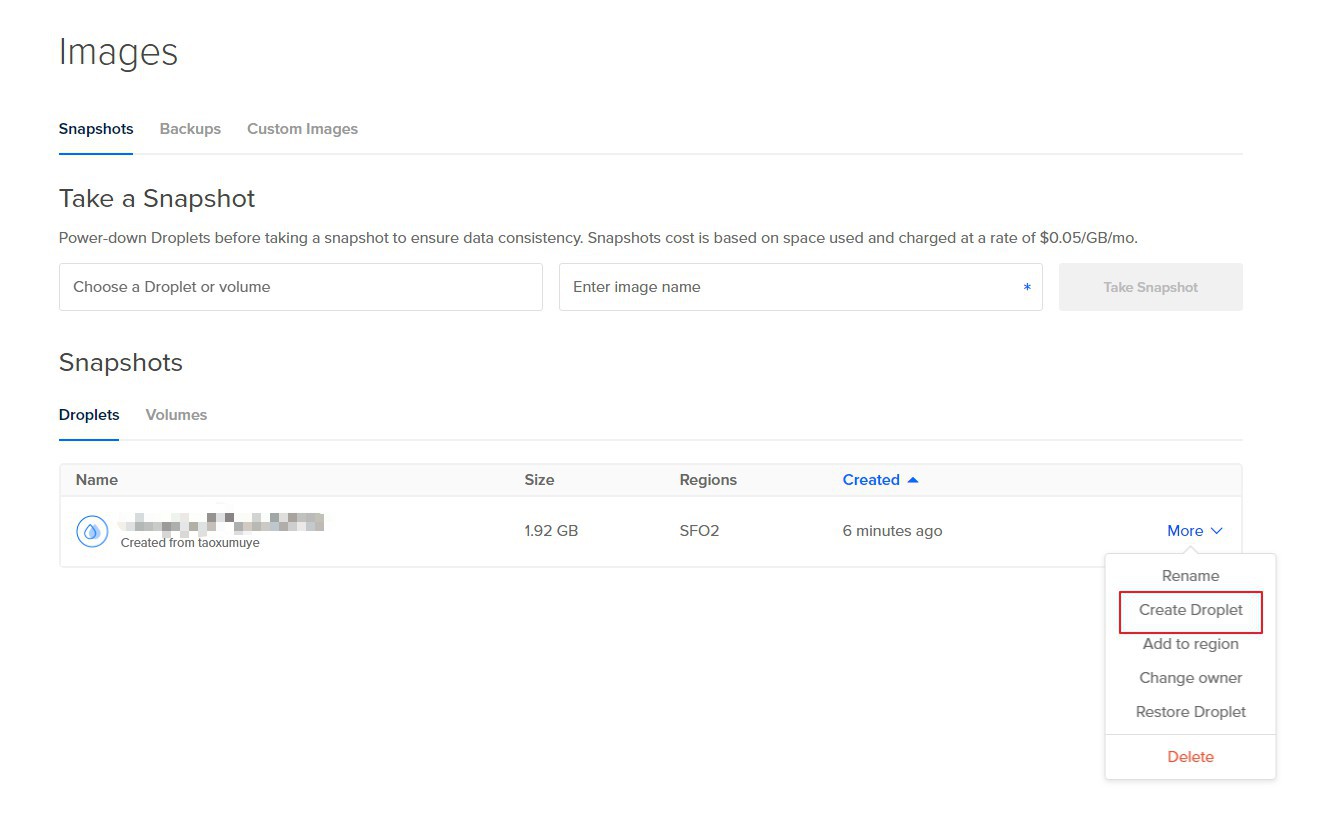 Images
Snapshots Backups Custom Images
Take a Snapshot
Power-down Droplets before taking a snapshot to ensure data consistency. Snapshots cost is based on space used and charged at a rate of $0.05/GB/mo.
Choose a Droplet or volume Enter image name * Take Snapshot
Snapshots
Droplets Volumes
Name Size Regions Created
1.92 GB SFO2 6 minutes ago More
Created from taoxumuye
Rename
Create Droplet
Add to region
Change owner
Restore Droplet
Delete